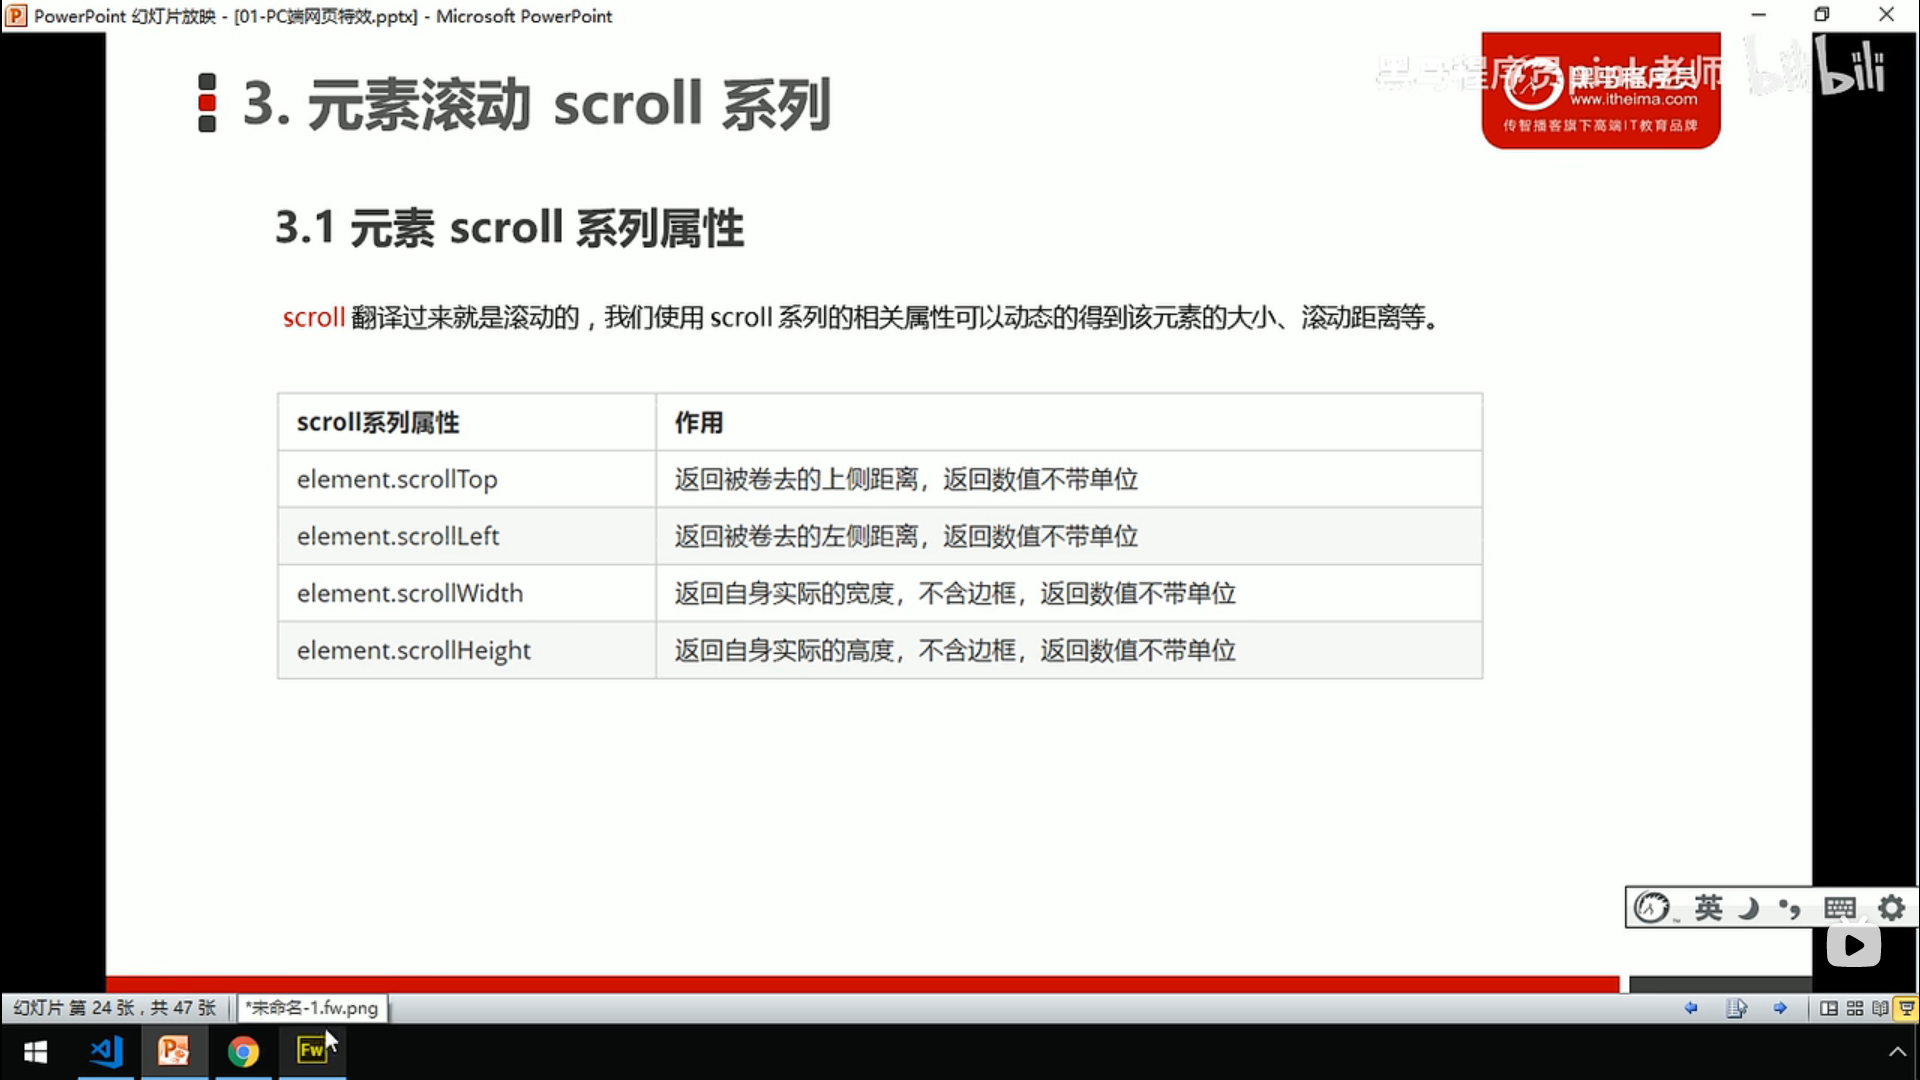 PowerPoint 幻灯片放映 - [01-PC端网页特效.pptx] - Microsoft PowerPoint
3. 元素滚动 scroll 系列
黑马程序员pink老师
bilibili
www.itheima.com
传智播客旗下高端IT教育品牌
3.1 元素 scroll 系列属性
scroll 翻译过来就是滚动的，我们使用 scroll 系列的相关属性可以动态的得到该元素的大小、滚动距离等。
scroll系列属性 作用
element.scrollTop 返回被卷去的上侧距离，返回数值不带单位
element.scrollLeft 返回被卷去的左侧距离，返回数值不带单位
element.scrollWidth 返回自身实际的宽度，不含边框，返回数值不带单位
element.scrollHeight 返回自身实际的高度，不含边框，返回数值不带单位
英
幻灯片 第 24 张，共 47 张 *未命名-1.fw.png
Fw